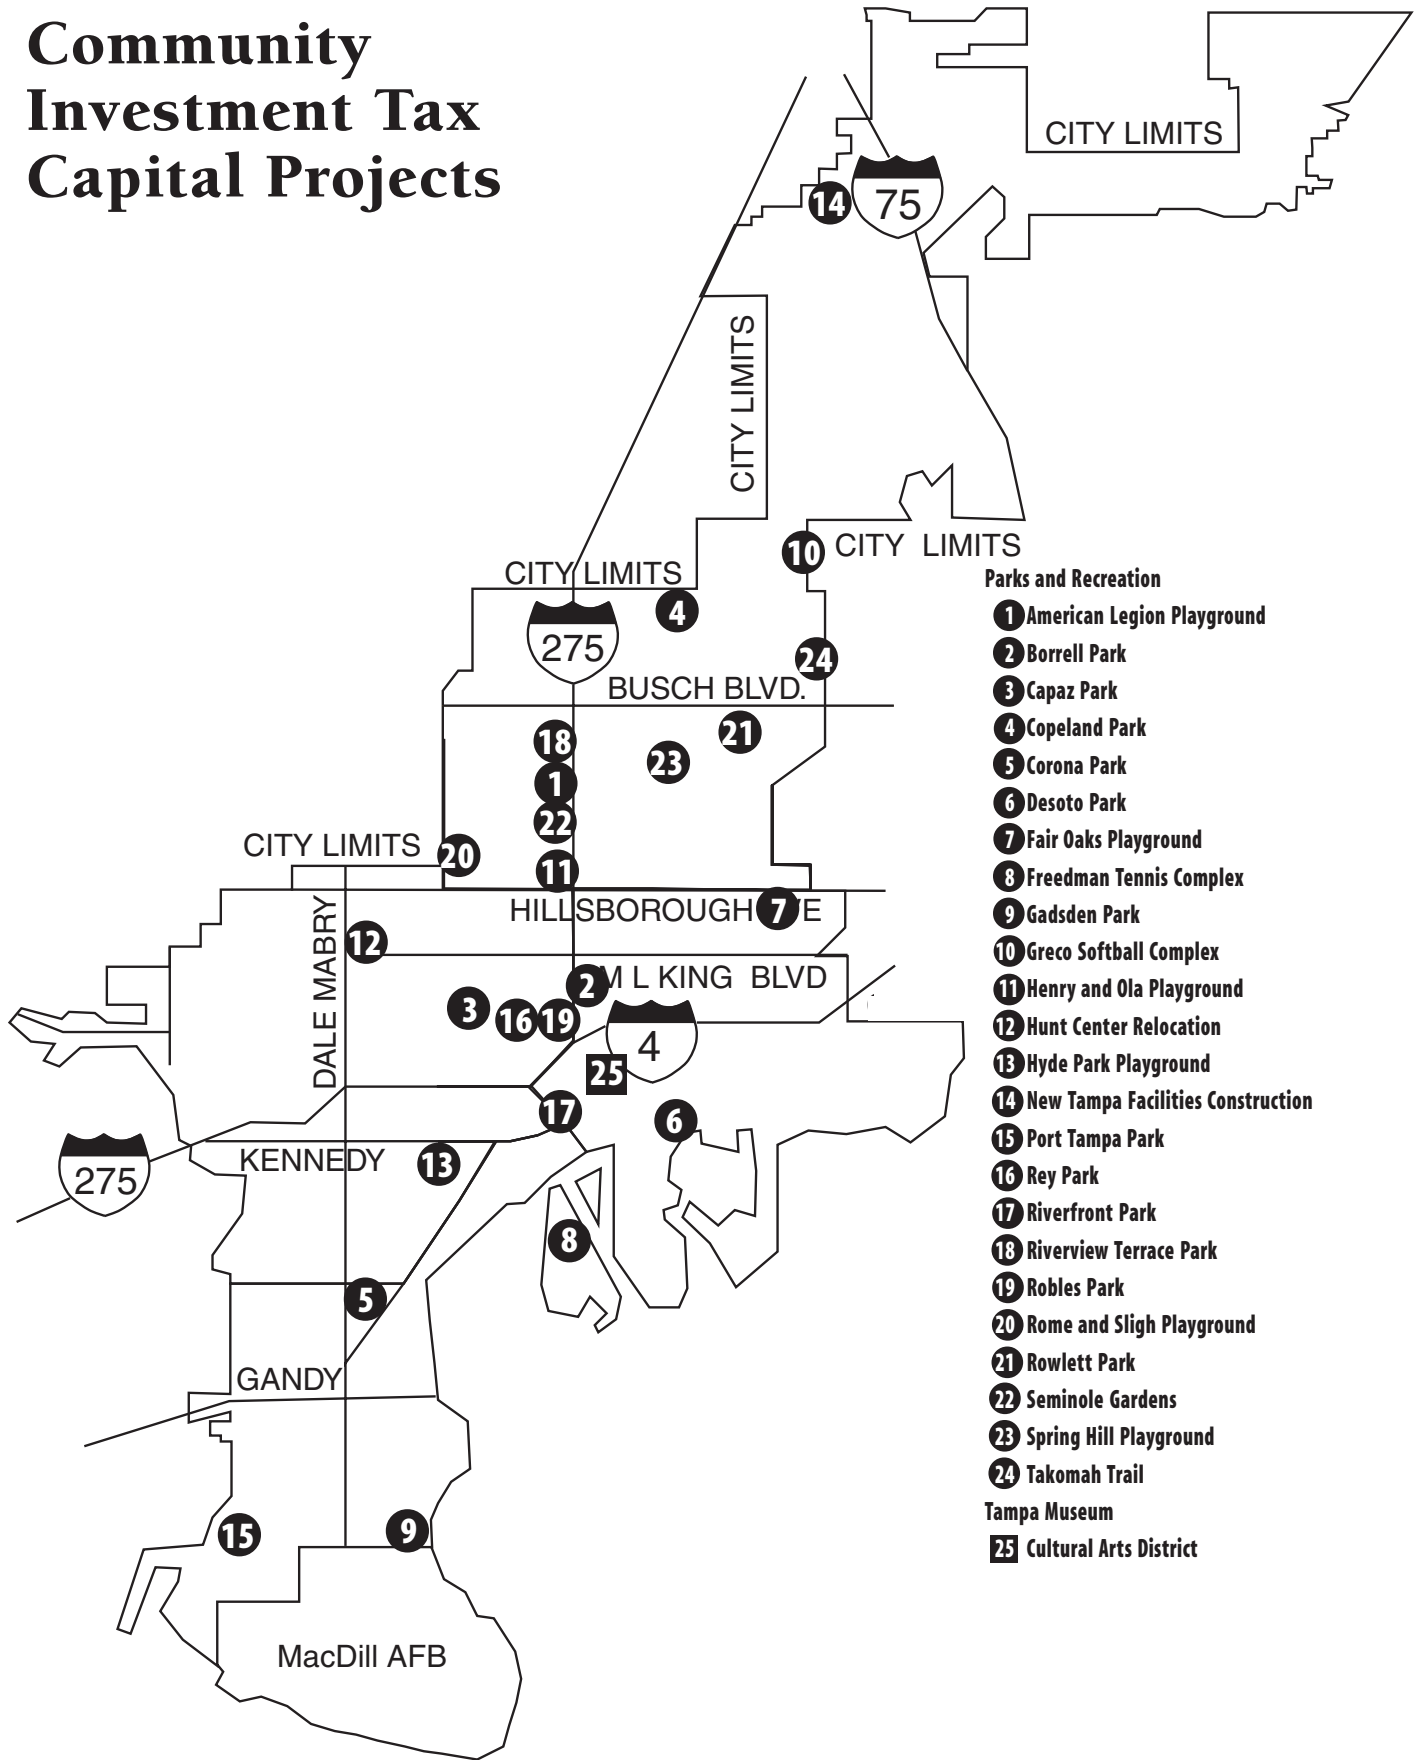 Community
Investment Tax
Capital Projects
CITY LIMITS
14
75
CITY LIMITS
10
CITY LIMITS
CITY LIMITS
4
275
24
BUSCH BLVD.
18
21
23
1
22
CITY LIMITS
20
11
HILLSBOROUGH
7
E
DALE MABRY
12
2
M L KING BLVD
3
16
19
4
25
17
6
275
KENNEDY
13
8
5
GANDY
15
9
MacDill AFB
Parks and Recreation
1 American Legion Playground
2 Borrell Park
3 Capaz Park
4 Copeland Park
5 Corona Park
6 Desoto Park
7 Fair Oaks Playground
8 Freedman Tennis Complex
9 Gadsden Park
10 Greco Softball Complex
11 Henry and Ola Playground
12 Hunt Center Relocation
13 Hyde Park Playground
14 New Tampa Facilities Construction
15 Port Tampa Park
16 Rey Park
17 Riverfront Park
18 Riverview Terrace Park
19 Robles Park
20 Rome and Sligh Playground
21 Rowlett Park
22 Seminole Gardens
23 Spring Hill Playground
24 Takomah Trail
Tampa Museum
25 Cultural Arts District